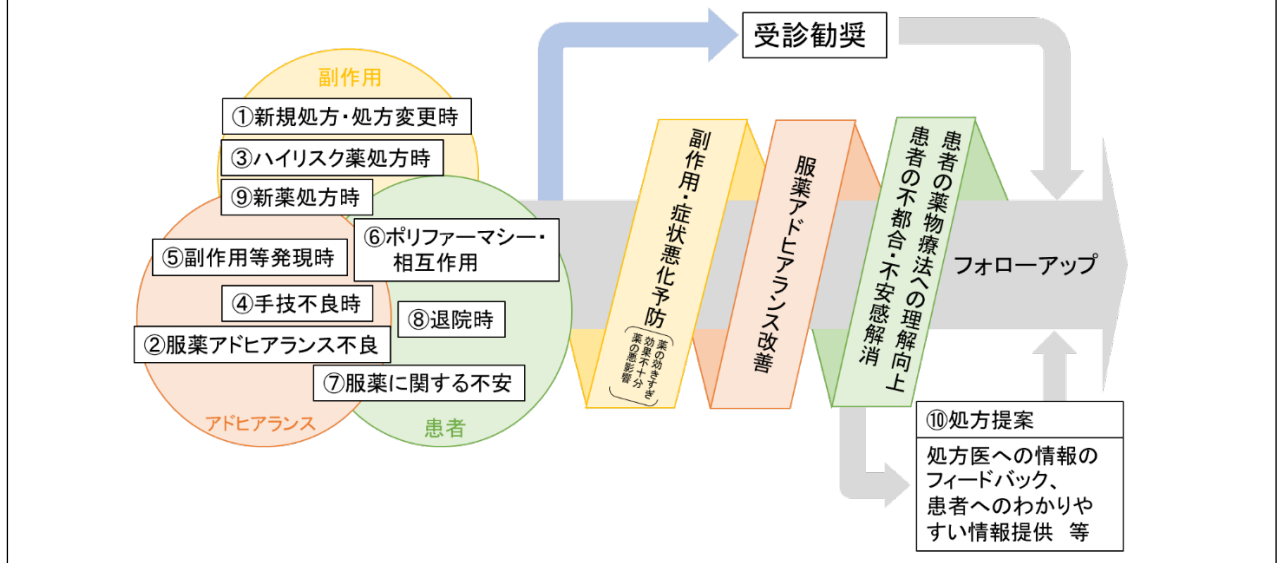 受診勧奨
副作用
①新規処方・処方変更時
③ハイリスク薬処方時
⑨新薬処方時
⑥ポリファーマシー・
相互作用
⑤副作用等発現時
④手技不良時
⑧退院時
②服薬アドヒアランス不良
⑦服薬に関する不安
アドヒアランス
患者
副作用・症状悪化予防
薬の効きすぎ
効果不十分
薬の悪影響
服薬アドヒアランス改善
患者の薬物療法への理解向上
患者の不都合・不安感解消
フォローアップ
⑩処方提案
処方医への情報の
フィードバック、
患者へのわかりや
すい情報提供 等